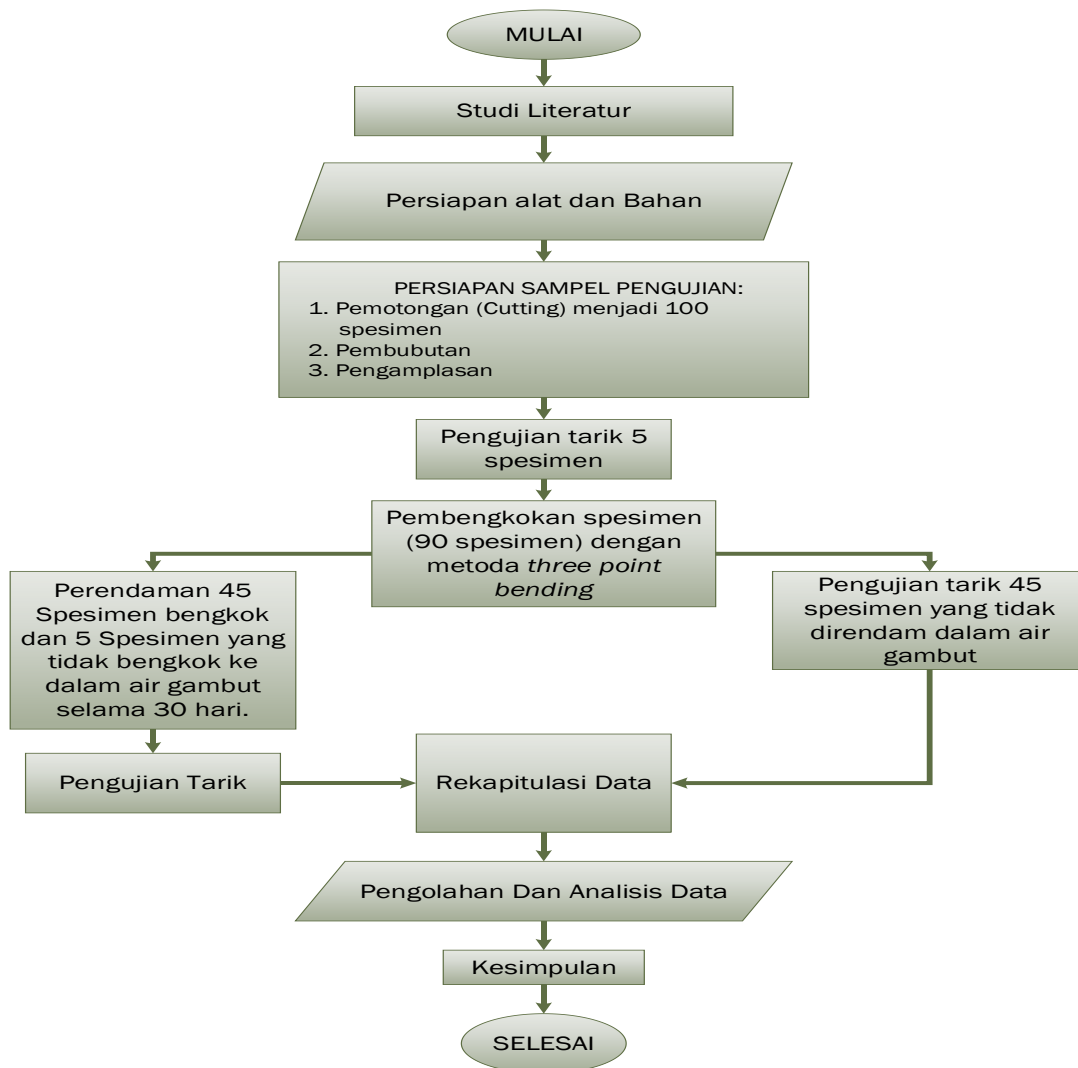 MULAI
Studi Literatur
Persiapan alat dan Bahan
PERSIAPAN SAMPEL PENGUJIAN:
1. Pemotongan (Cutting) menjadi 100
spesimen
2. Pembubutan
3. Pengamplasan
Pengujian tarik 5
spesimen
Pembengkokan spesimen
(90 spesimen) dengan
metoda three point
bending
Perendaman 45
Spesimen bengkok
dan 5 Spesimen yang
tidak bengkok ke
dalam air gambut
selama 30 hari.
Pengujian tarik 45
spesimen yang tidak
direndam dalam air
gambut
Pengujian Tarik
Rekapitulasi Data
Pengolahan Dan Analisis Data
Kesimpulan
SELESAI